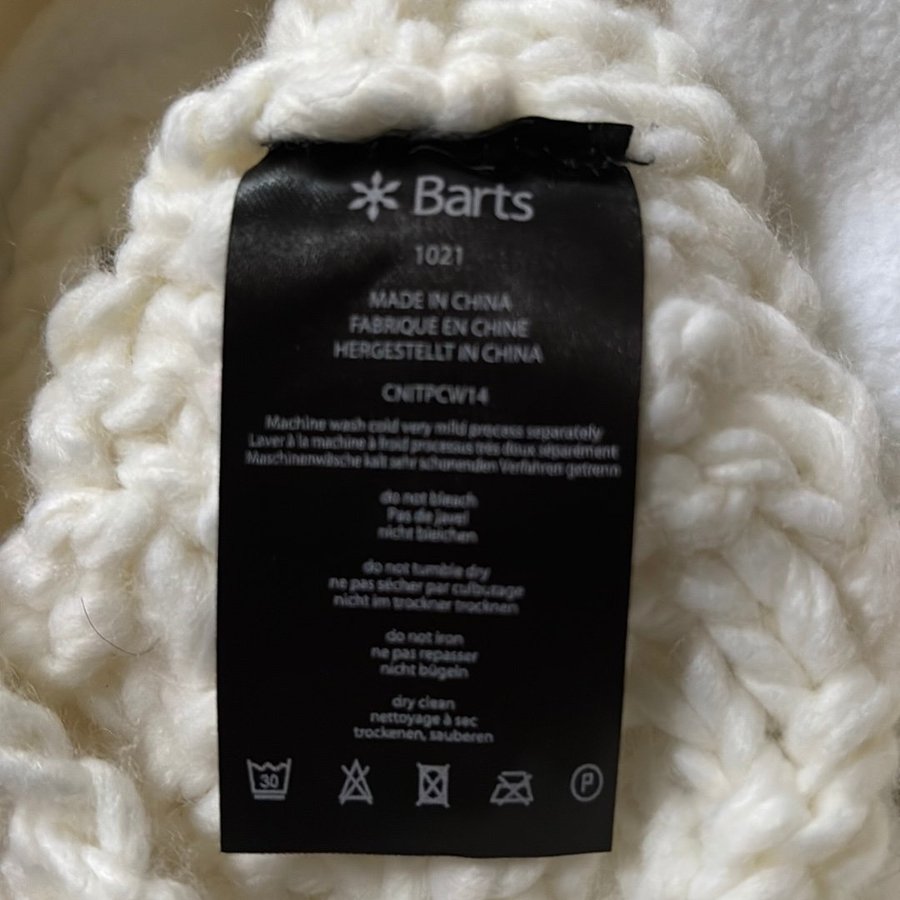 Barts
1021
MADE IN CHINA
FABRIQUE EN CHINE
HERGESTELLT IN CHINA
CNITPCW14
Machine wash cold very mild process separately
Laver à la machine à froid processus très doux séparément
Maschinenwäsche kalt sehr schonenden Verfahren getrenn
do not bleach
Pas de javel
nicht bleichen
do not tumble dry
ne pas sécher par culbutage
nicht im trockner trocknen
do not iron
ne pas repasser
nicht bügeln
dry clean
nettoyage à sec
trockenen, sauberen
30 P